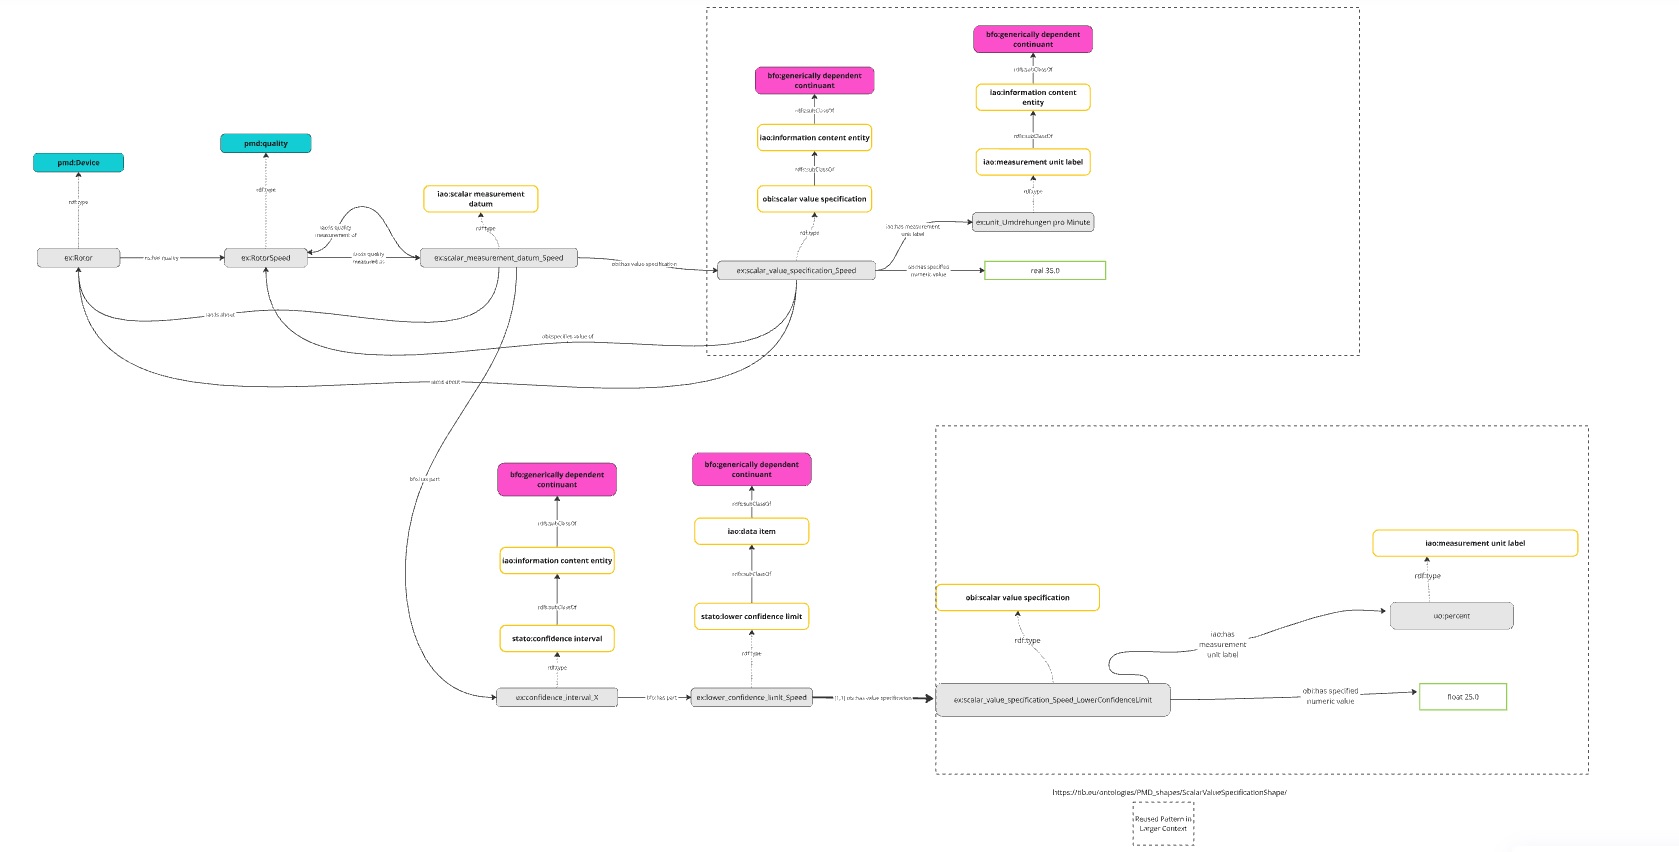 bfo:generically dependent
continuant
rdfs:subClassOf
iao:information content
entity
rdfs:subClassOf
iao:measurement unit label
rdf:type
ex:unit_Umdrehungen pro Minute
bfo:generically dependent
continuant
rdfs:subClassOf
iao:information content entity
rdfs:subClassOf
obi:scalar value specification
rdf:type
ex:scalar_value_specification_Speed
iao:has measurement
unit label
obi:has specified
numeric value
real 35.0
pmd:Device
rdf:type
ex:Rotor
ro:has quality
pmd:quality
rdf:type
ex:RotorSpeed
iao:is quality
measurement of
iao:is quality
measured as
iao:scalar measurement
datum
rdf:type
ex:scalar_measurement_datum_Speed
obi:has value specification
iao:is about
obi:specifies value of
iao:is about
bfo:has part
bfo:generically dependent
continuant
rdfs:subClassOf
iao:information content entity
rdfs:subClassOf
stato:confidence interval
rdf:type
ex:confidence_interval_X
bfo:has part
bfo:generically dependent
continuant
rdfs:subClassOf
iao:data item
rdfs:subClassOf
stato:lower confidence limit
rdf:type
ex:lower_confidence_limit_Speed
[1,1] obi:has value specification
obi:scalar value specification
rdf:type
ex:scalar_value_specification_Speed_LowerConfidenceLimit
iao:has
measurement
unit label
iao:measurement unit label
rdf:type
uo:percent
obi:has specified
numeric value
float 25.0
https://tib.eu/ontologies/PMD_shapes/ScalarValueSpecificationShape/
Reused Pattern in
Larger Context